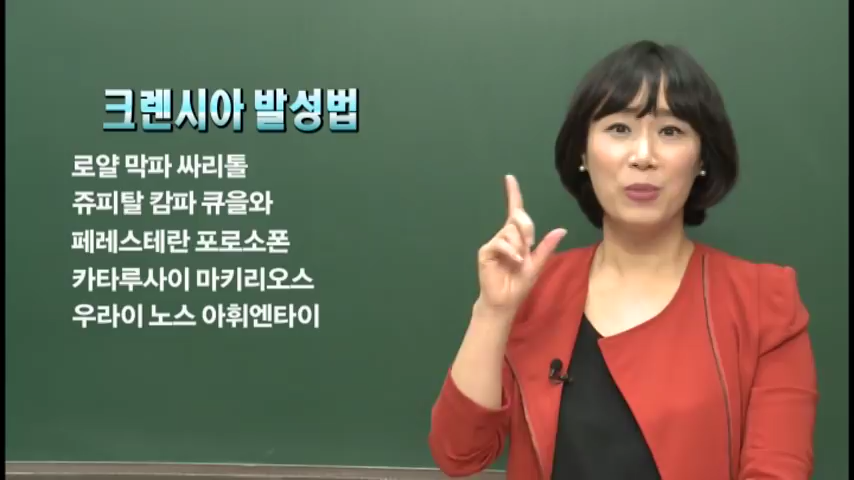 크렌시아 발성법
로얄 막파 싸리톨
쥬피탈 캄파 큐을와
페레스테란 포로소폰
카타루사이 마키리오스
우라이 노스 아휘엔타이